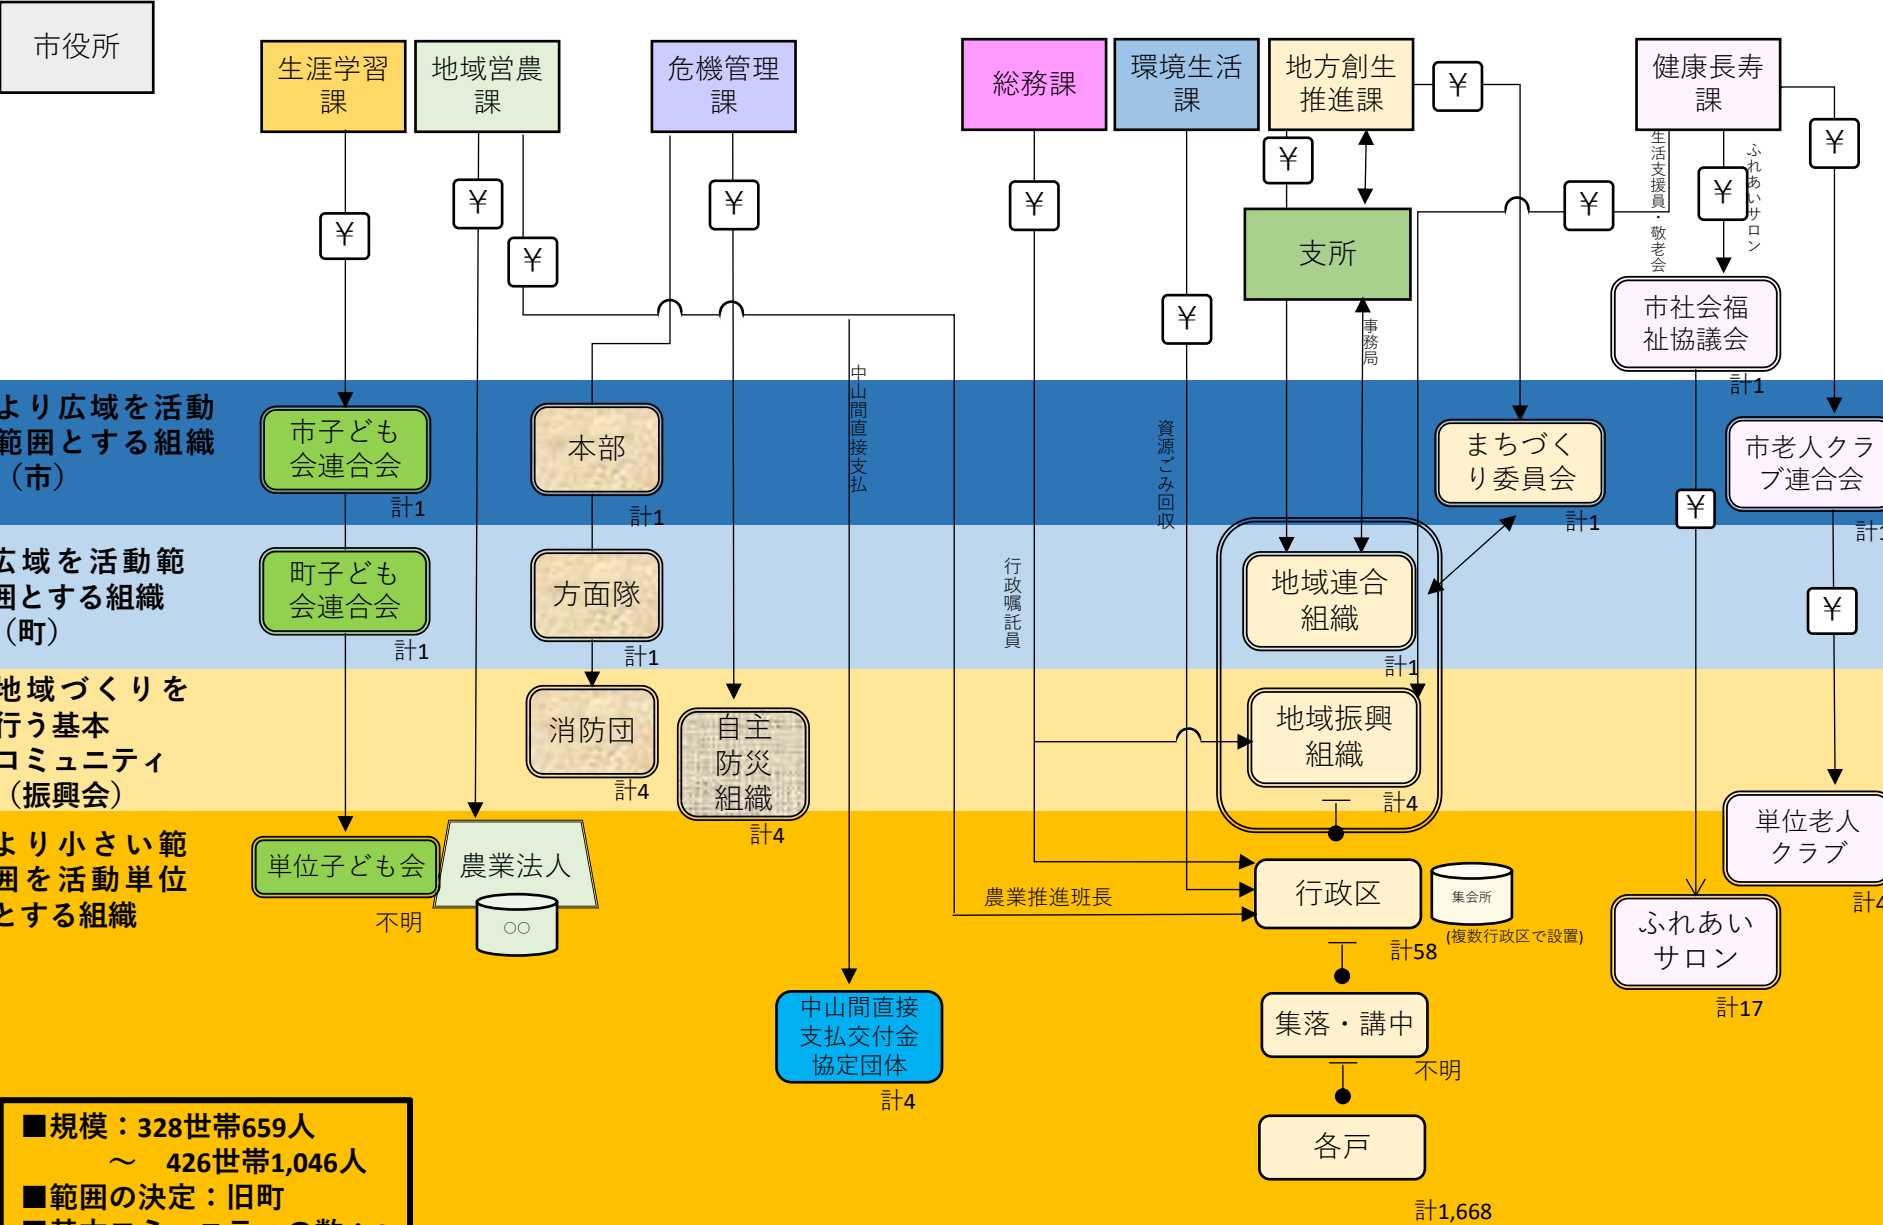 市役所
生涯学習
課
地域営農
課
危機管理
課
総務課
環境生活
課
地方創生
推進課
健康長寿
課
¥
¥
¥
¥
¥
¥
¥
¥
¥
¥
¥
¥
¥
生活支援員・敬老会
ふれあいサロン
支所
事務局
市社会福
祉協議会
計1
中山間直接支払
資源ごみ回収
行政嘱託員
より広域を活動
範囲とする組織
（市）
市子ども
会連合会
計1
本部
計1
まちづく
り委員会
計1
市老人クラ
ブ連合会
広域を活動範
囲とする組織
（町）
町子ども
会連合会
計1
方面隊
計1
地域連合
組織
計1
地域づくりを
行う基本
コミュニティ
（振興会）
消防団
計4
自主
防災
組織
計4
地域振興
組織
計4
より小さい範
囲を活動単位
とする組織
単位子ども会
不明
農業法人
○○
農業推進班長
行政区
計58
集会所
(複数行政区で設置)
単位老人
クラブ
計4
ふれあい
サロン
計17
中山間直接
支払交付金
協定団体
計4
集落・講中
不明
各戸
計1,668
■規模：328世帯659人
～　426世帯1,046人
■範囲の決定：旧町